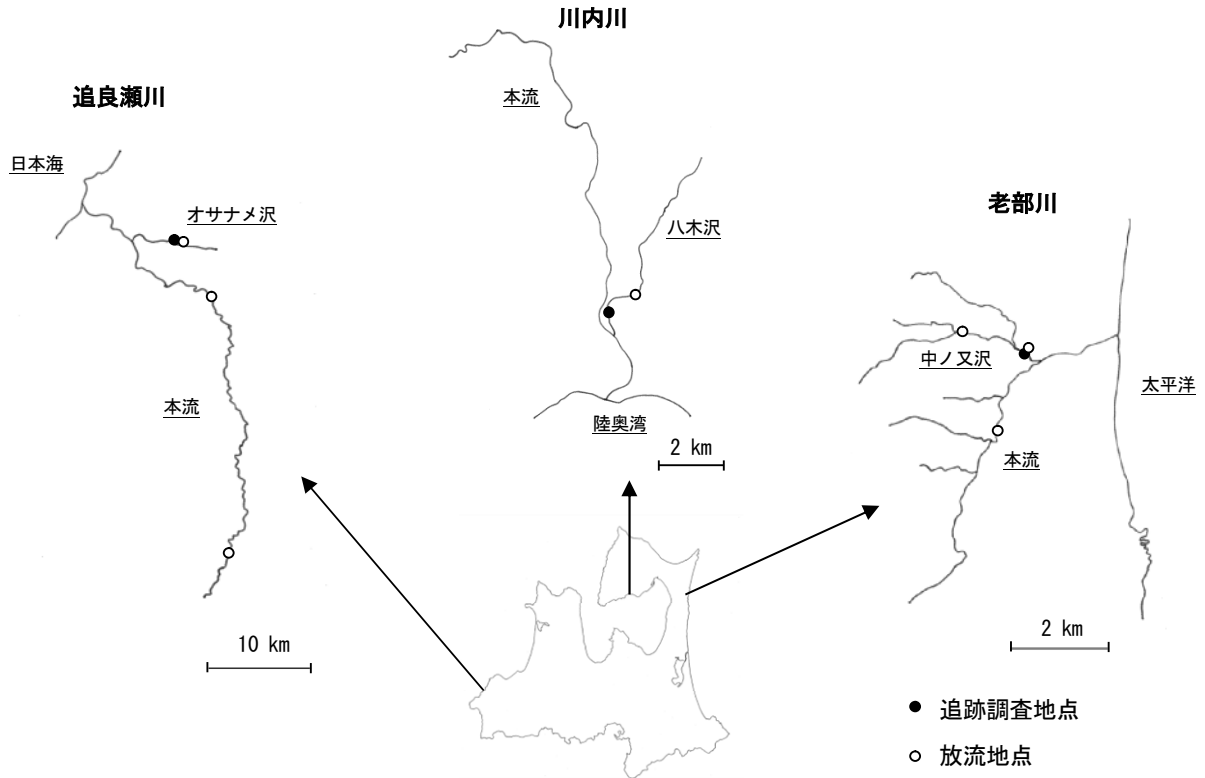 川内川
本流
八木沢
陸奥湾
2 km
追良瀬川
日本海
オサナメ沢
本流
10 km
老部川
中ノ又沢
太平洋
本流
2 km
追跡調査地点
放流地点